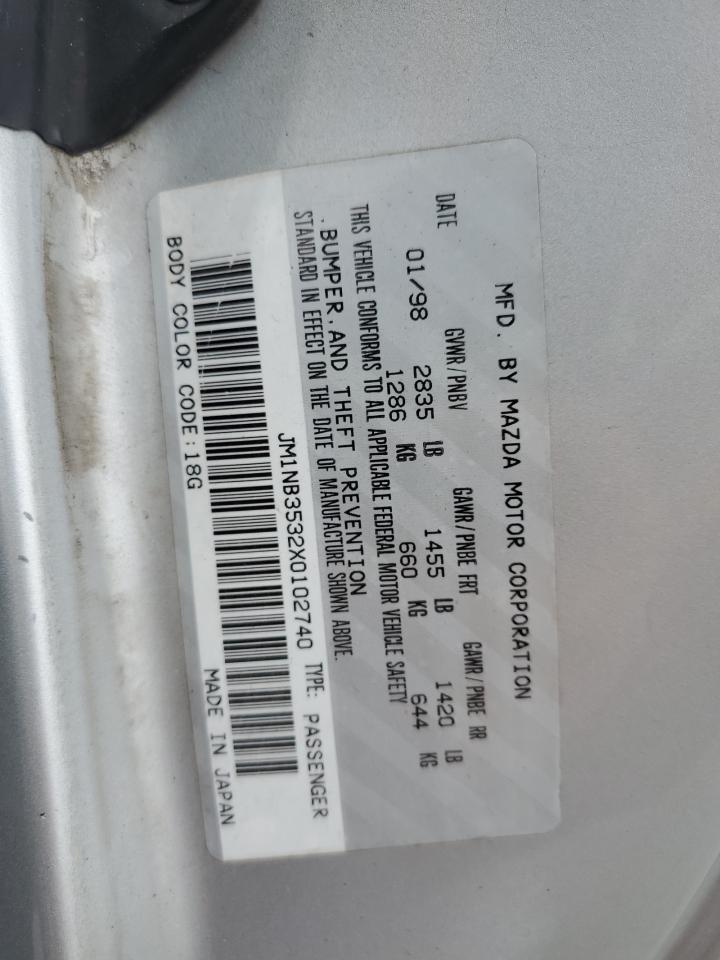 MFD. BY MAZDA MOTOR CORPORATION
DATE GVWR/PNBV GAWR/PNBE FRT GAWR/PNBE RR
01/98 2835 LB 1455 LB 1420 LB
1286 KG 660 KG 644 KG
THIS VEHICLE CONFORMS TO ALL APPLICABLE FEDERAL MOTOR VEHICLE SAFETY
, BUMPER, AND THEFT PREVENTION
STANDARD IN EFFECT ON THE DATE OF MANUFACTURE SHOWN ABOVE.
JM1NB3532X0102740 TYPE: PASSENGER
BODY COLOR CODE:18G MADE IN JAPAN